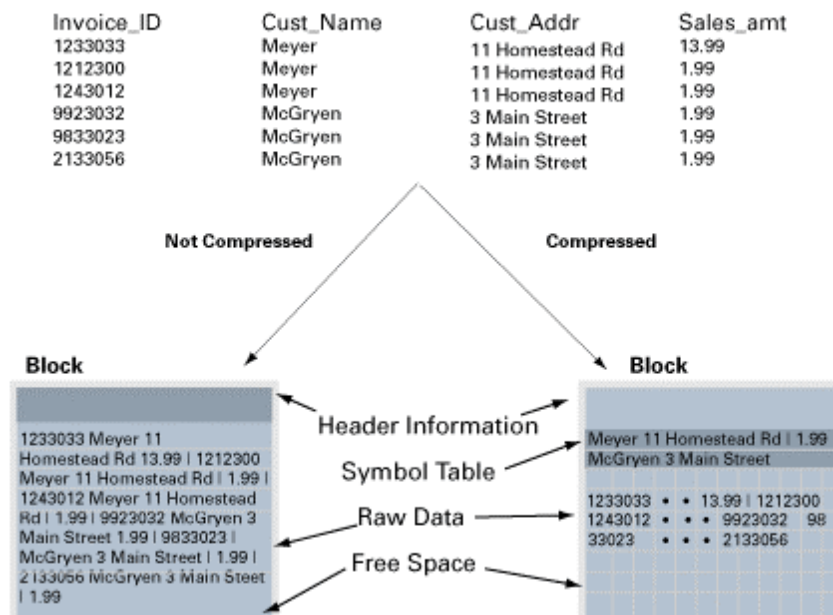 Invoice_ID Cust_Name Cust_Addr Sales_amt
1233033 Meyer 11 Homestead Rd 13.99
1212300 Meyer 11 Homestead Rd 1.99
1243012 Meyer 11 Homestead Rd 1.99
9923032 McGryen 3 Main Street 1.99
9833023 McGryen 3 Main Street 1.99
2133056 McGryen 3 Main Street 1.99
Not Compressed Compressed
Block
1233033 Meyer 11
Homestead Rd 13.99 | 1212300
Meyer 11 Homestead Rd | 1.99 |
1243012 Meyer 11 Homestead
Rd | 1.99 | 9923032 McGryen 3
Main Street 1.99 | 9833023 |
McGryen 3 Main Street | 1.99 |
2133056 McGryen 3 Main Steet
| 1.99
Header Information
Symbol Table
Raw Data
Free Space
Block
Meyer 11 Homestead Rd | 1.99
McGryen 3 Main Street
1233033 • • 13.99 | 1212300
1243012 • • • 9923032 98
33023 • • • 2133056